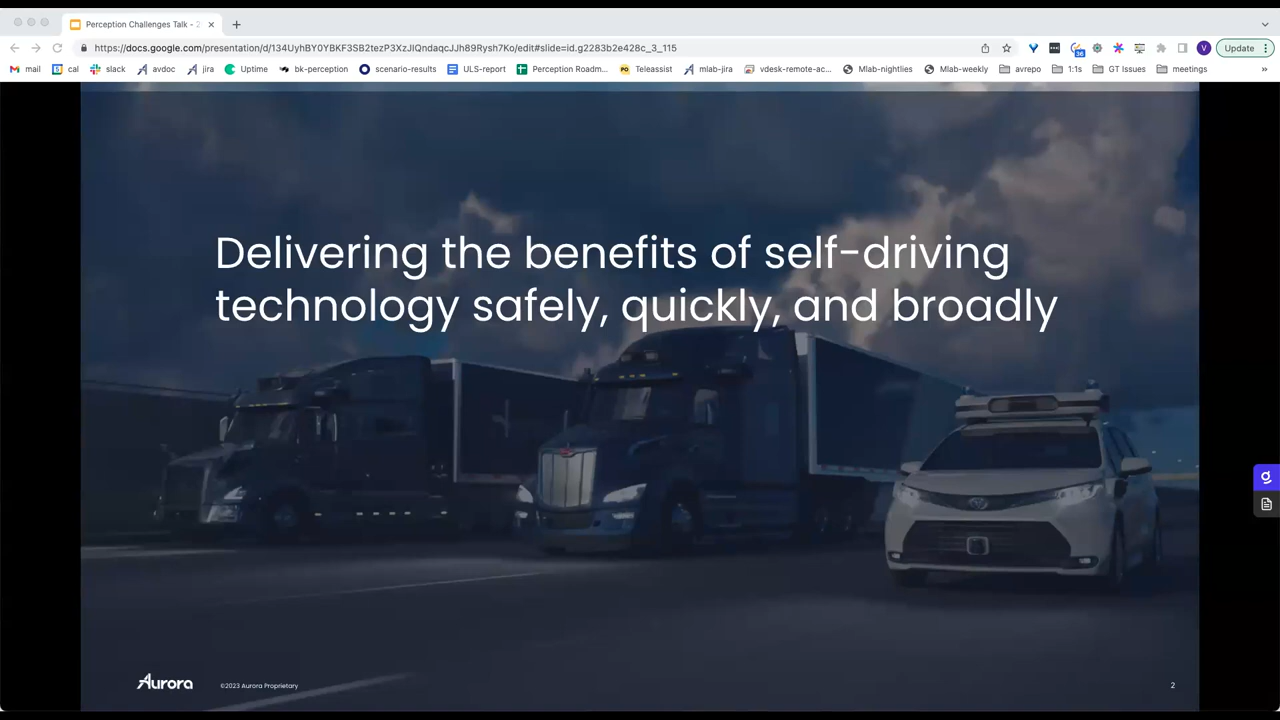 Perception Challenges Talk - 2
https://docs.google.com/presentation/d/134UyhBY0YBKF3SB2tezP3XzJIQndaqcJJh89Rysh7Ko/edit#slide=id.g2283b2e428c_3_115
36
V
Update
mail
cal
slack
avdoc
jira
Uptime
bk-perception
scenario-results
ULS-report
Perception Roadm...
Teleassist
mlab-jira
vdesk-remote-ac...
Mlab-nightlies
Mlab-weekly
avrepo
1:1s
GT Issues
meetings
»
Delivering the benefits of self-driving
technology safely, quickly, and broadly
Aurora
©2023 Aurora Proprietary
2